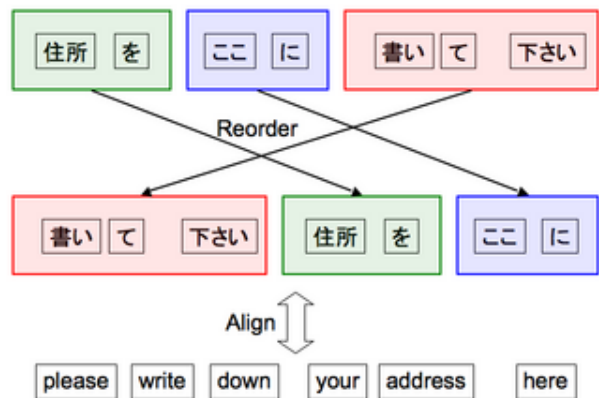 住所 を ここ に 書い て 下さい
Reorder
書い て 下さい 住所 を ここ に
Align
please write down your address here